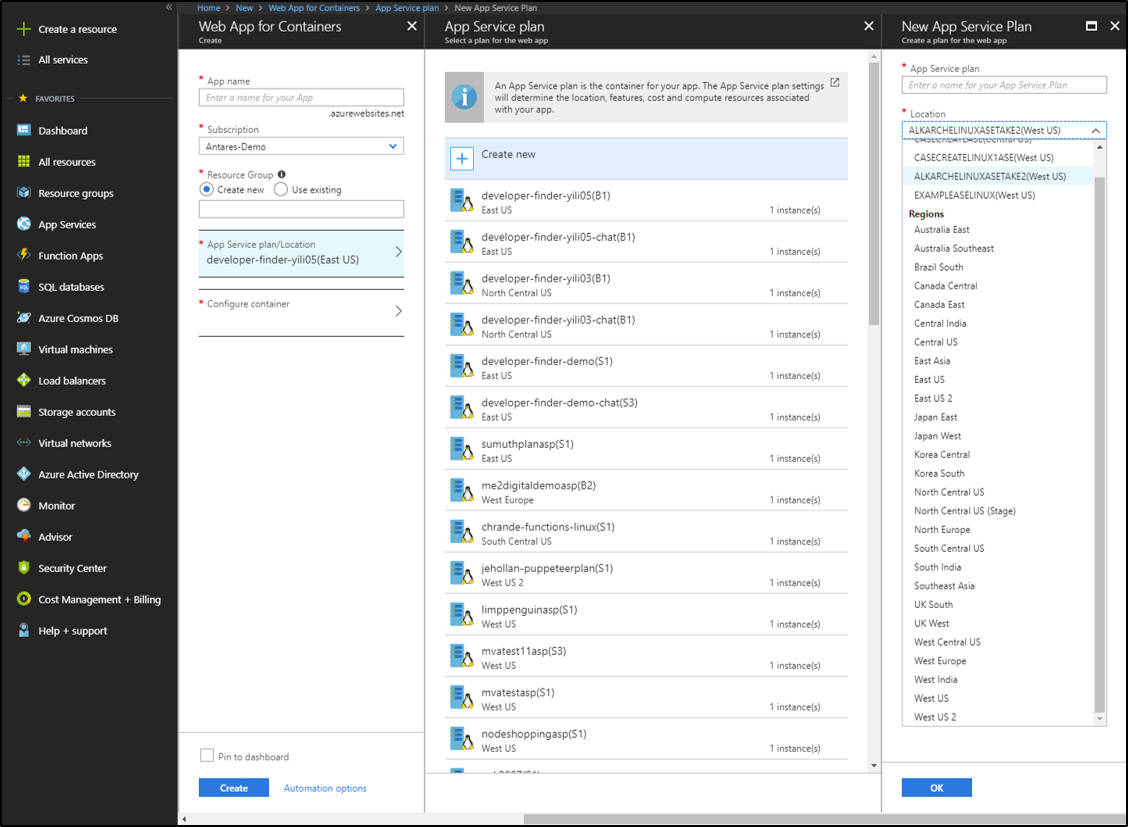 Home > New > Web App for Containers > App Service plan > New App Service Plan
Create a resource
All services
FAVORITES
Dashboard
All resources
Resource groups
App Services
Function Apps
SQL databases
Azure Cosmos DB
Virtual machines
Load balancers
Storage accounts
Virtual networks
Azure Active Directory
Monitor
Advisor
Security Center
Cost Management + Billing
Help + support
Web App for Containers
Create
* App name
Enter a name for your App
.azurewebsites.net
* Subscription
Antares-Demo
* Resource Group
Create new Use existing
* App Service plan/Location
developer-finder-yili05(East US)
* Configure container
Pin to dashboard
Create Automation options
App Service plan
Select a plan for the web app
An App Service plan is the container for your app. The App Service plan settings
will determine the location, features, cost and compute resources associated
with your app.
Create new
developer-finder-yili05(B1)
East US 1 instance(s)
developer-finder-yili05-chat(B1)
East US 1 instance(s)
developer-finder-yili03(B1)
North Central US 1 instance(s)
developer-finder-yili03-chat(B1)
North Central US 1 instance(s)
developer-finder-demo(S1)
East US 1 instance(s)
developer-finder-demo-chat(S3)
East US 1 instance(s)
sumuthplanasp(S1)
East US 1 instance(s)
me2digitaldemoasp(B2)
West Europe 1 instance(s)
chrande-functions-linux(S1)
South Central US 1 instance(s)
jehollan-puppeteerplan(S1)
West US 2 1 instance(s)
limppenguinasp(S1)
West US 1 instance(s)
mvatest11asp(S3)
West US 1 instance(s)
mvatestasp(S1)
West US 1 instance(s)
nodeshoppingasp(S1)
West US 1 instance(s)
New App Service Plan
Create a plan for the web app
* App Service plan
Enter a name for your App Service Plan
* Location
ALKARCHELINUXASETAKE2(West US)
CASECREATELINUX1ASE(West US)
ALKARCHELINUXASETAKE2(West US)
EXAMPLEASELINUX(West US)
Regions
Australia East
Australia Southeast
Brazil South
Canada Central
Canada East
Central India
Central US
East Asia
East US
East US 2
Japan East
Japan West
Korea Central
Korea South
North Central US
North Central US (Stage)
North Europe
South Central US
South India
Southeast Asia
UK South
UK West
West Central US
West Europe
West India
West US
West US 2
OK